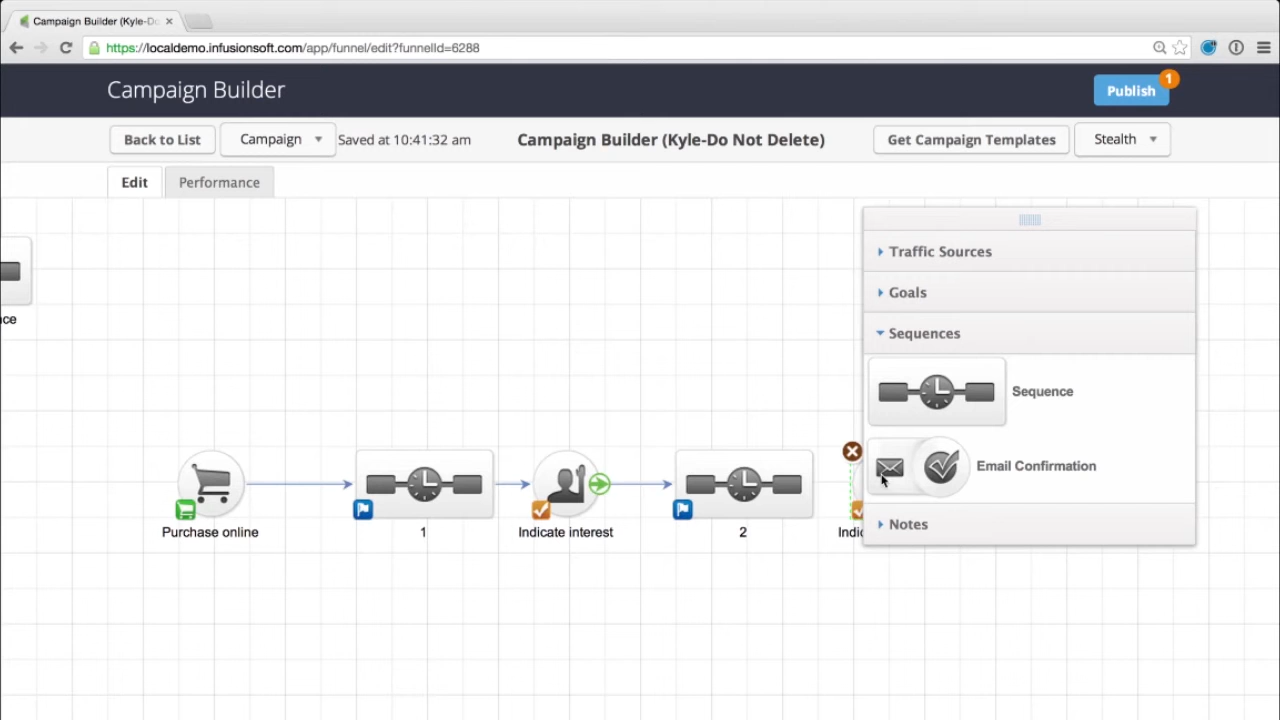 Campaign Builder (Kyle-Do
https://localdemo.infusionsoft.com/app/funnel/edit?funnelId=6288
Campaign Builder
Publish
1
Back to List
Campaign
Saved at 10:41:32 am
Campaign Builder (Kyle-Do Not Delete)
Get Campaign Templates
Stealth
Edit
Performance
Traffic Sources
Goals
Sequences
Sequence
Email Confirmation
Notes
ce
Purchase online
1
Indicate interest
2
Indic